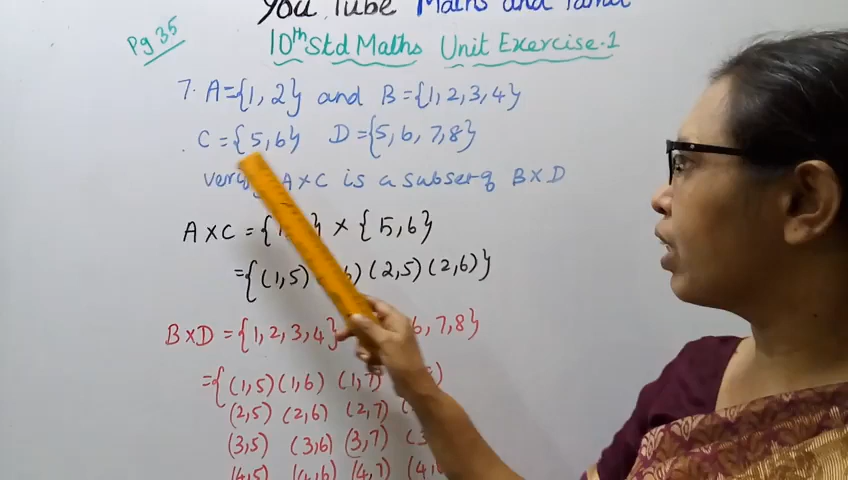 You Tube Maths and Tamil
Pg 35
10th Std Maths Unit Exercise.1
7. A={1,2} and B={1,2,3,4}
C={5,6} D={5,6,7,8}
A×C is a subset of B×D
A×C = { } × {5,6}
={(1,5) 6) (2,5) (2,6)}
B×D ={1,2,3,4} 6,7,8}
={(1,5) (1,6) (1,7)
(2,5) (2,6) (2,7)
(3,5) (3,6) (3,7) (3
(4,5) (4,6) (4,7) (4,